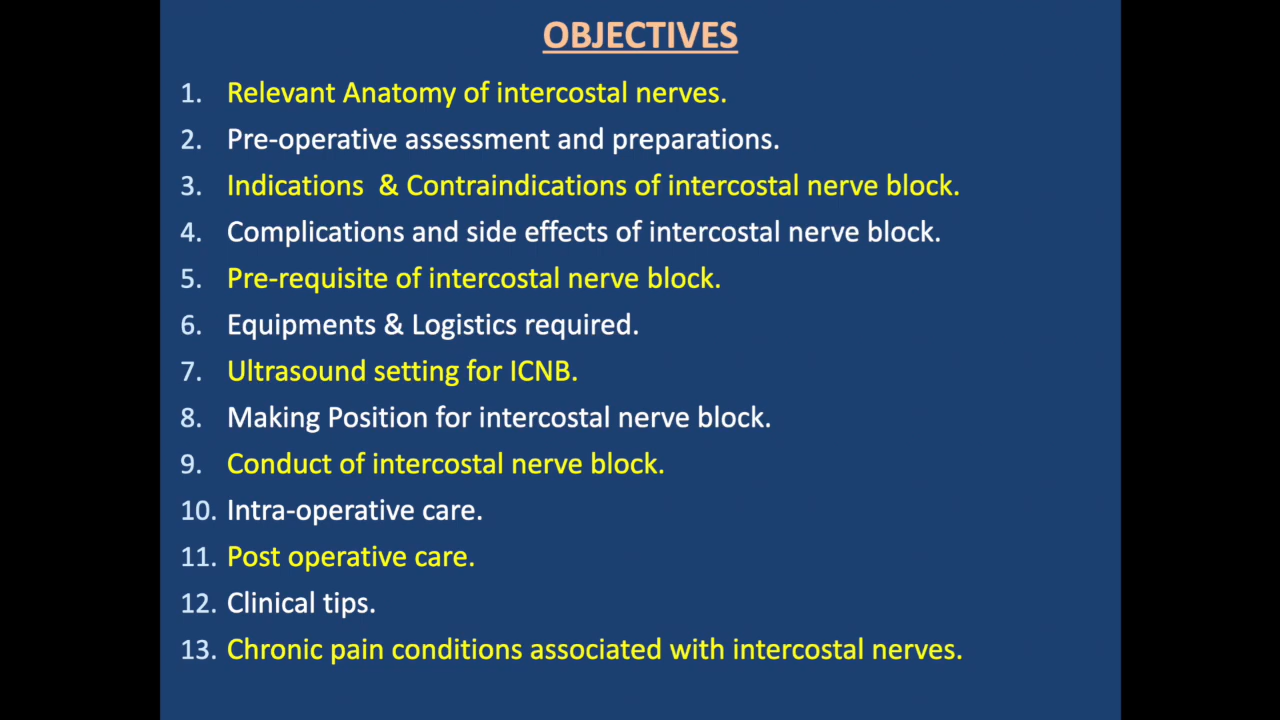 OBJECTIVES
1. Relevant Anatomy of intercostal nerves.
2. Pre-operative assessment and preparations.
3. Indications & Contraindications of intercostal nerve block.
4. Complications and side effects of intercostal nerve block.
5. Pre-requisite of intercostal nerve block.
6. Equipments & Logistics required.
7. Ultrasound setting for ICNB.
8. Making Position for intercostal nerve block.
9. Conduct of intercostal nerve block.
10. Intra-operative care.
11. Post operative care.
12. Clinical tips.
13. Chronic pain conditions associated with intercostal nerves.